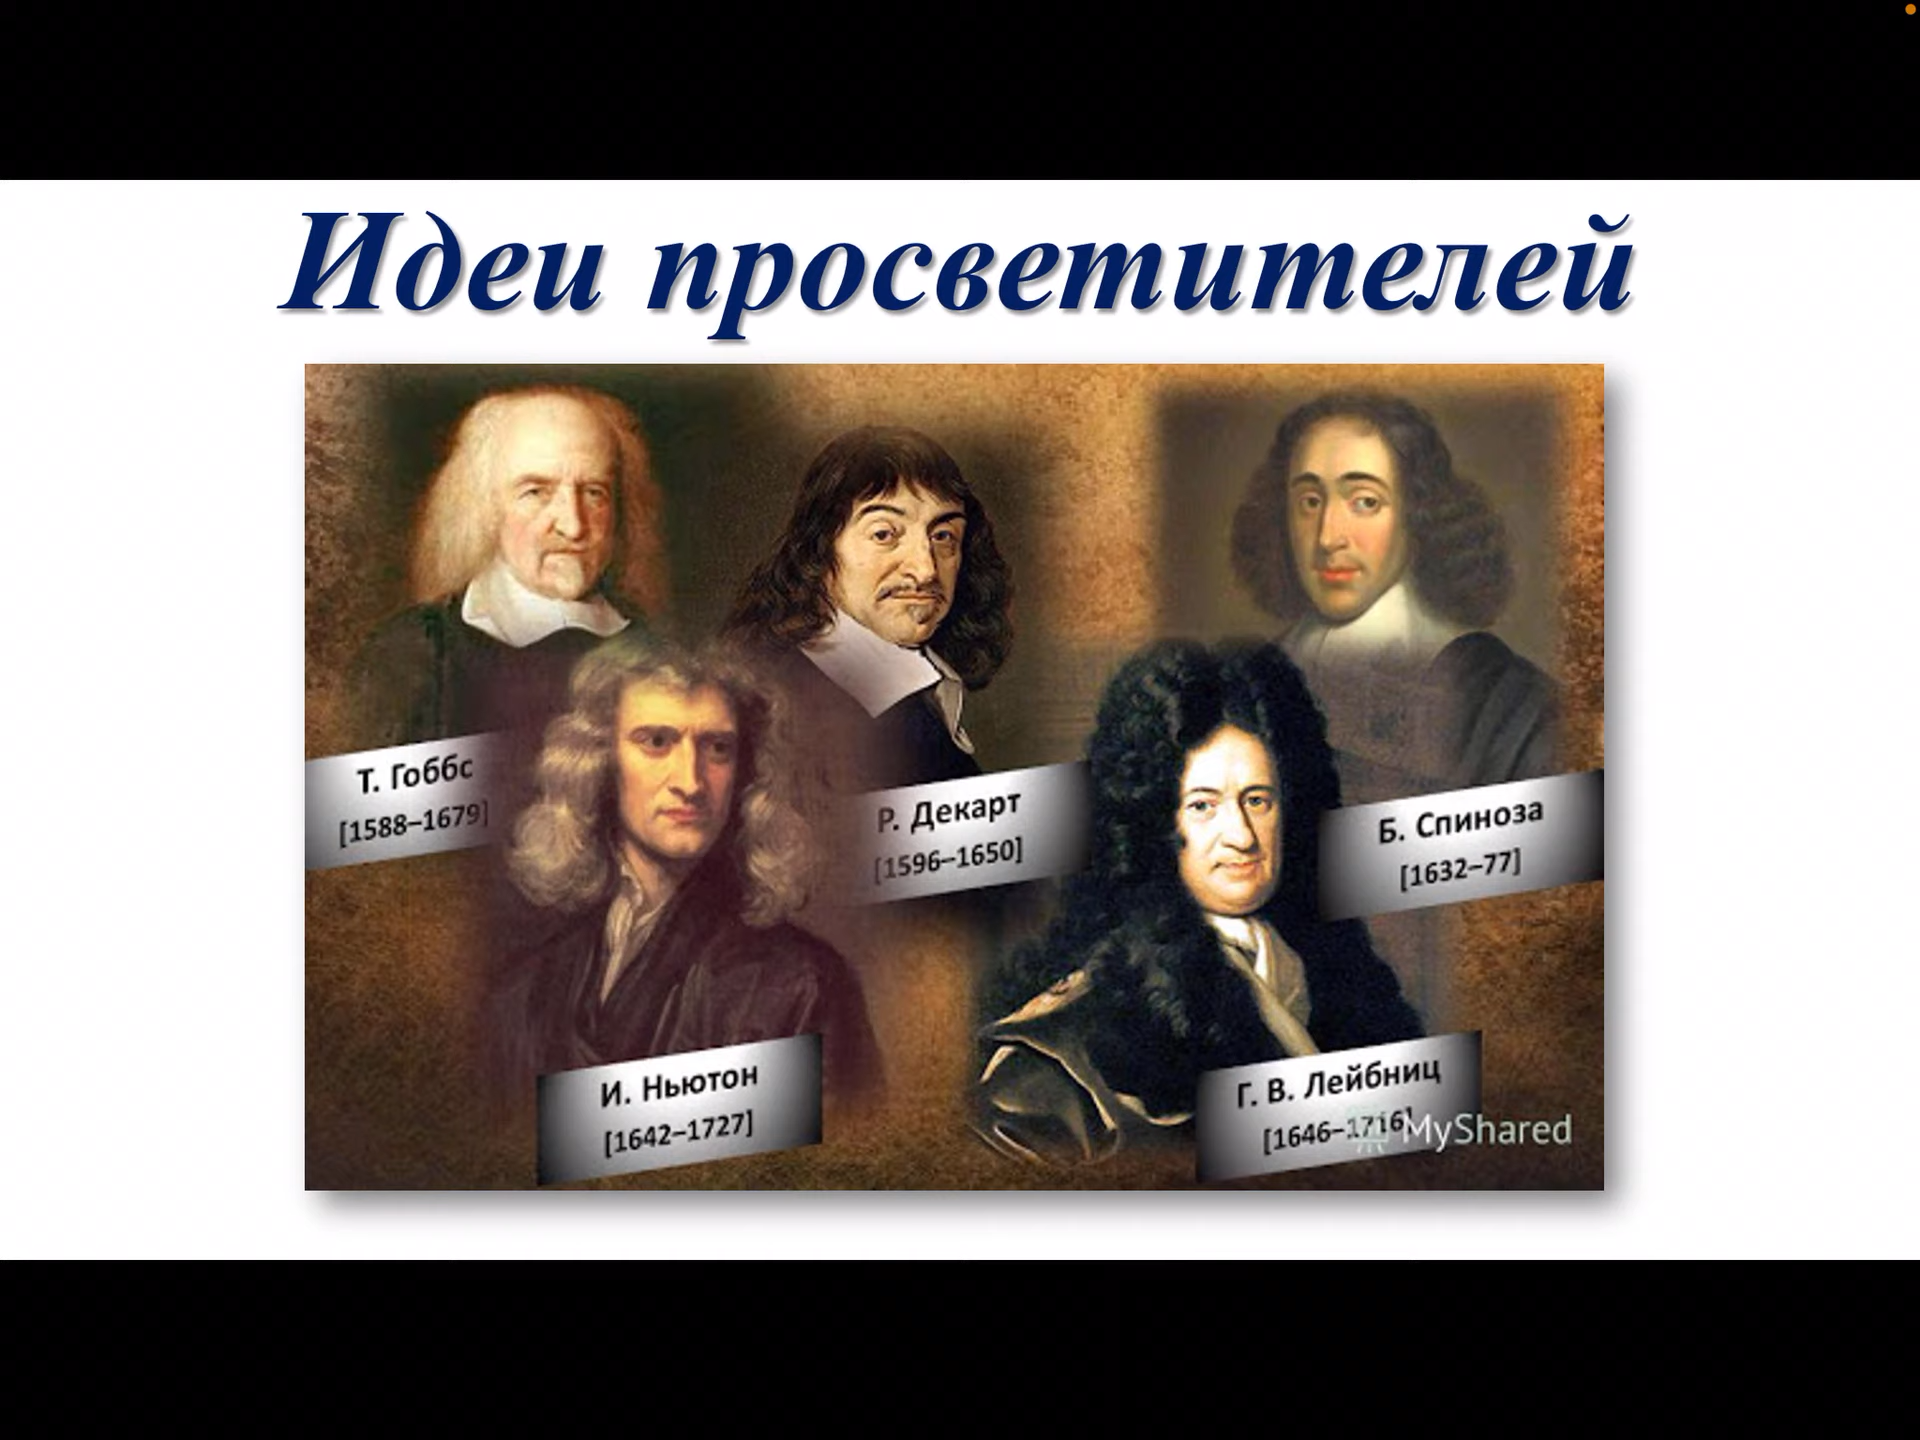 Идеи просветителей
Т. Гоббс
[1588–1679]
Р. Декарт
[1596–1650]
Б. Спиноза
[1632–77]
И. Ньютон
[1642–1727]
Г. В. Лейбниц
[1646–1716]
MyShared